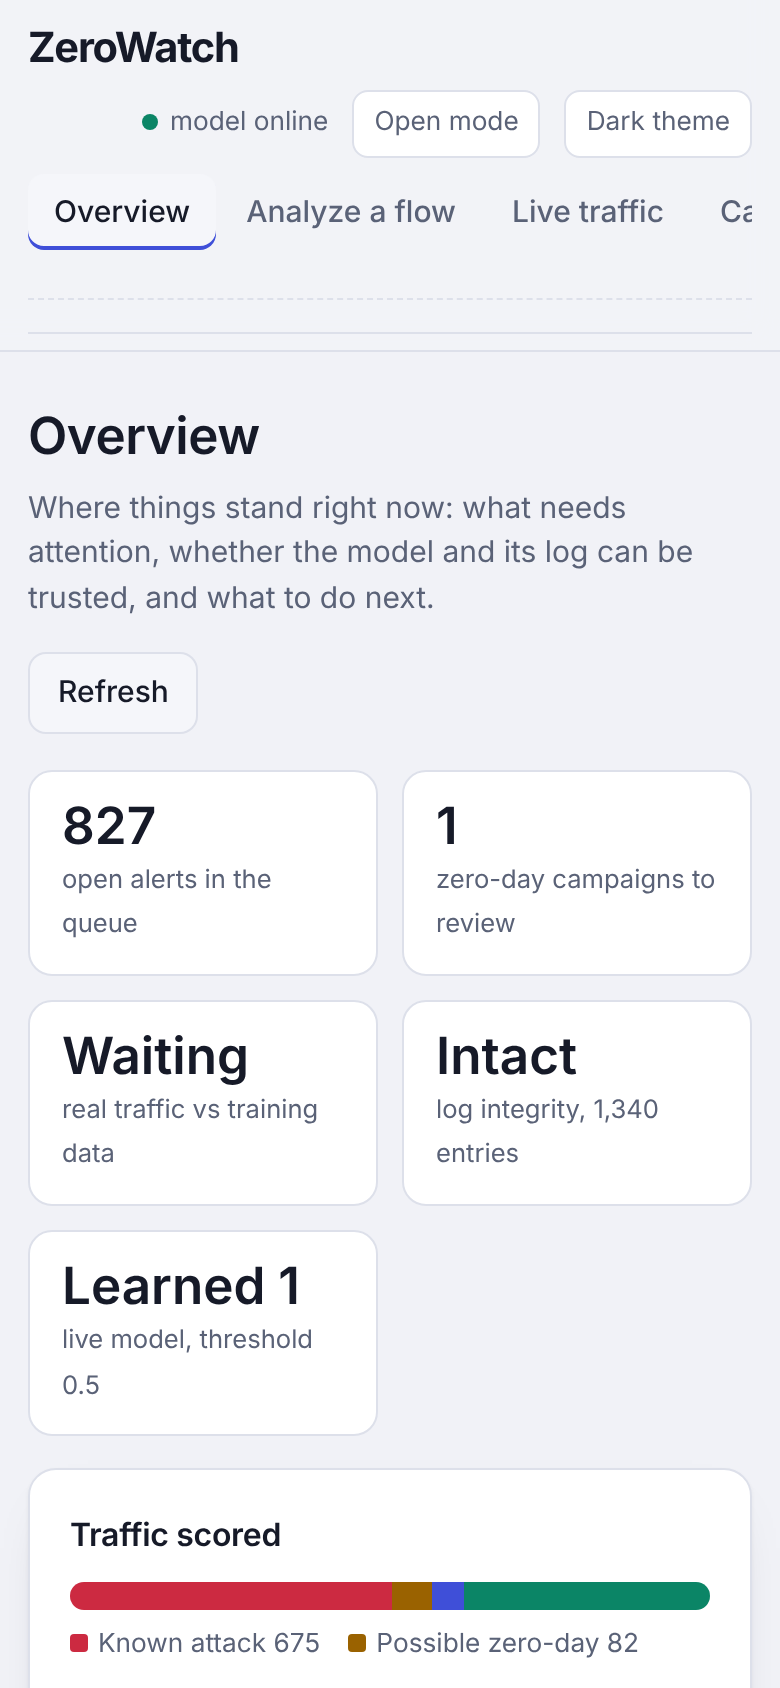 ZeroWatch
model online
Open mode
Dark theme
Overview
Analyze a flow
Live traffic
Ca
Overview
Where things stand right now: what needs
attention, whether the model and its log can be
trusted, and what to do next.
Refresh
827
open alerts in the
queue
1
zero-day campaigns to
review
Waiting
real traffic vs training
data
Intact
log integrity, 1,340
entries
Learned 1
live model, threshold
0.5
Traffic scored
Known attack 675
Possible zero-day 82